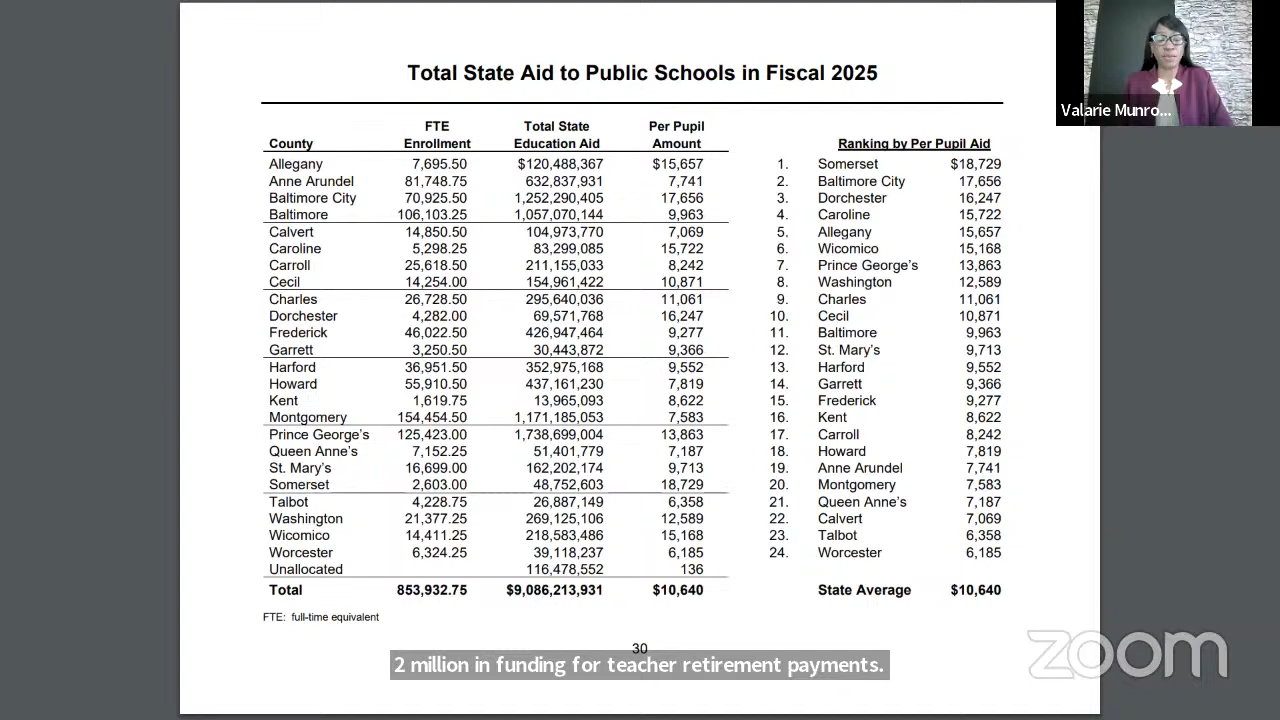 Total State Aid to Public Schools in Fiscal 2025
Valarie Munro...
FTE Total State Per Pupil
County Enrollment Education Aid Amount Ranking by Per Pupil Aid
Allegany 7,695.50 $120,488,367 $15,657 1. Somerset $18,729
Anne Arundel 81,748.75 632,837,931 7,741 2. Baltimore City 17,656
Baltimore City 70,925.50 1,252,290,405 17,656 3. Dorchester 16,247
Baltimore 106,103.25 1,057,070,144 9,963 4. Caroline 15,722
Calvert 14,850.50 104,973,770 7,069 5. Allegany 15,657
Caroline 5,298.25 83,299,085 15,722 6. Wicomico 15,168
Carroll 25,618.50 211,155,033 8,242 7. Prince George's 13,863
Cecil 14,254.00 154,961,422 10,871 8. Washington 12,589
Charles 26,728.50 295,640,036 11,061 9. Charles 11,061
Dorchester 4,282.00 69,571,768 16,247 10. Cecil 10,871
Frederick 46,022.50 426,947,464 9,277 11. Baltimore 9,963
Garrett 3,250.50 30,443,872 9,366 12. St. Mary's 9,713
Harford 36,951.50 352,975,168 9,552 13. Harford 9,552
Howard 55,910.50 437,161,230 7,819 14. Garrett 9,366
Kent 1,619.75 13,965,093 8,622 15. Frederick 9,277
Montgomery 154,454.50 1,171,185,053 7,583 16. Kent 8,622
Prince George's 125,423.00 1,738,699,004 13,863 17. Carroll 8,242
Queen Anne's 7,152.25 51,401,779 7,187 18. Howard 7,819
St. Mary's 16,699.00 162,202,174 9,713 19. Anne Arundel 7,741
Somerset 2,603.00 48,752,603 18,729 20. Montgomery 7,583
Talbot 4,228.75 26,887,149 6,358 21. Queen Anne's 7,187
Washington 21,377.25 269,125,106 12,589 22. Calvert 7,069
Wicomico 14,411.25 218,583,486 15,168 23. Talbot 6,358
Worcester 6,324.25 39,118,237 6,185 24. Worcester 6,185
Unallocated 116,478,552 136
Total 853,932.75 $9,086,213,931 $10,640 State Average $10,640
FTE: full-time equivalent
30
2 million in funding for teacher retirement payments.
zoom